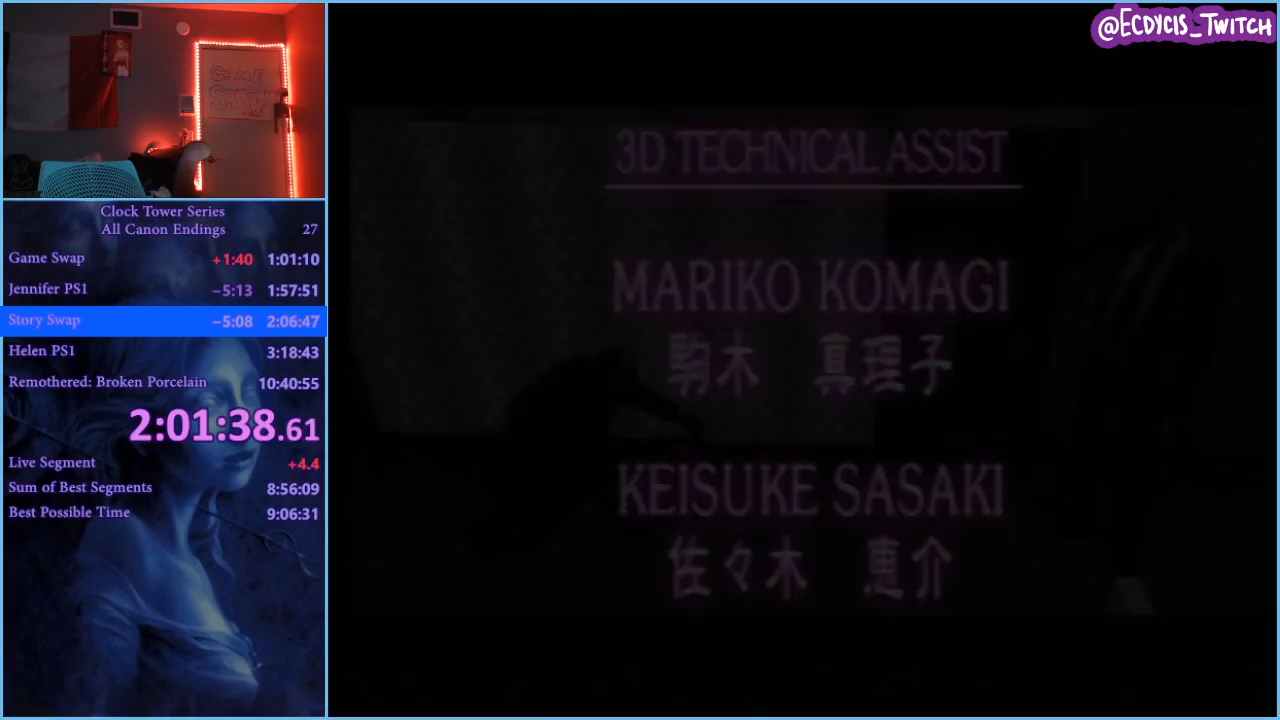 @Ecdycis_Twitch
Clock Tower Series
All Canon Endings 27
Game Swap +1:40 1:01:10
Jennifer PS1 −5:13 1:57:51
Story Swap −5:08 2:06:47
Helen PS1 3:18:43
Remothered: Broken Porcelain 10:40:55
2:01:38.61
Live Segment +4.4
Sum of Best Segments 8:56:09
Best Possible Time 9:06:31
3D TECHNICAL ASSIST
MARIKO KOMAGI
駒木 真理子
KEISUKE SASAKI
佐々木 恵介